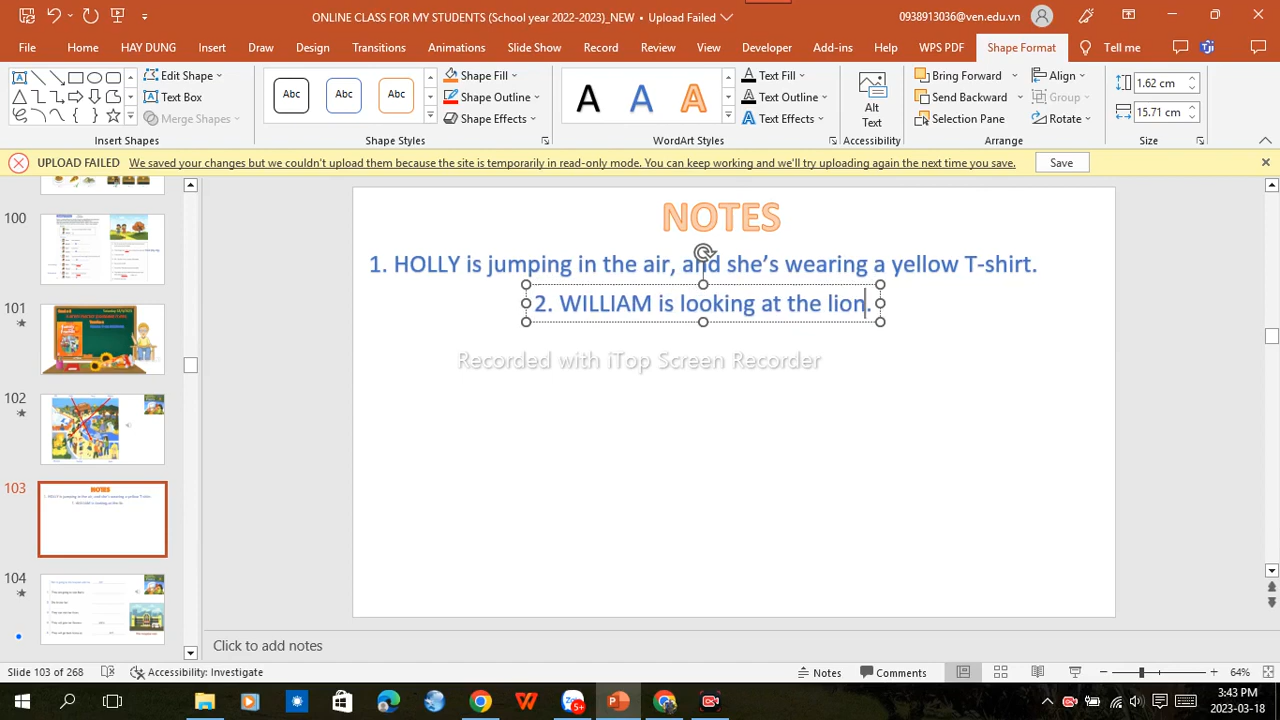 ONLINE CLASS FOR MY STUDENTS (School year 2022-2023)_NEW • Upload Failed
0938913036@ven.edu.vn
File Home HAY DUNG Insert Draw Design Transitions Animations Slide Show Record Review View Developer Add-ins Help WPS PDF Shape Format Tell me
Edit Shape
Text Box
Merge Shapes
Insert Shapes
Abc Abc Abc
Shape Fill
Shape Outline
Shape Effects
Shape Styles
A A A
Text Fill
Text Outline
Text Effects
WordArt Styles
Alt
Text
Accessibility
Bring Forward
Send Backward
Selection Pane
Align
Group
Rotate
Arrange
1.62 cm
15.71 cm
Size
UPLOAD FAILED We saved your changes but we couldn't upload them because the site is temporarily in read-only mode. You can keep working and we'll try uploading again the next time you save. Save
100
101
102
103
104
NOTES
1. HOLLY is jumping in the air, and she's wearing a yellow T-shirt.
2. WILLIAM is looking at the lion.
Recorded with iTop Screen Recorder
Click to add notes
Slide 103 of 268 Accessibility: Investigate Notes Comments 64%
5+
3:43 PM
2023-03-18